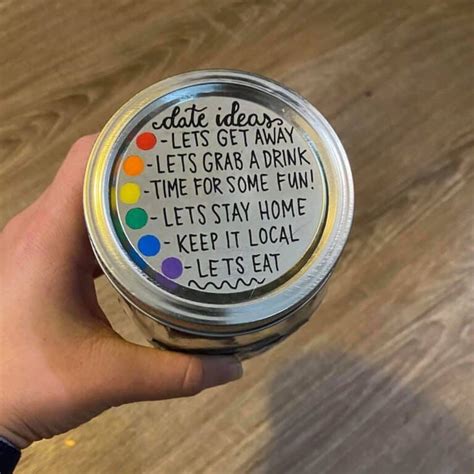 date ideas
- LETS GET AWAY
- LETS GRAB A DRINK
- TIME FOR SOME FUN!
- LETS STAY HOME
- KEEP IT LOCAL
- LETS EAT